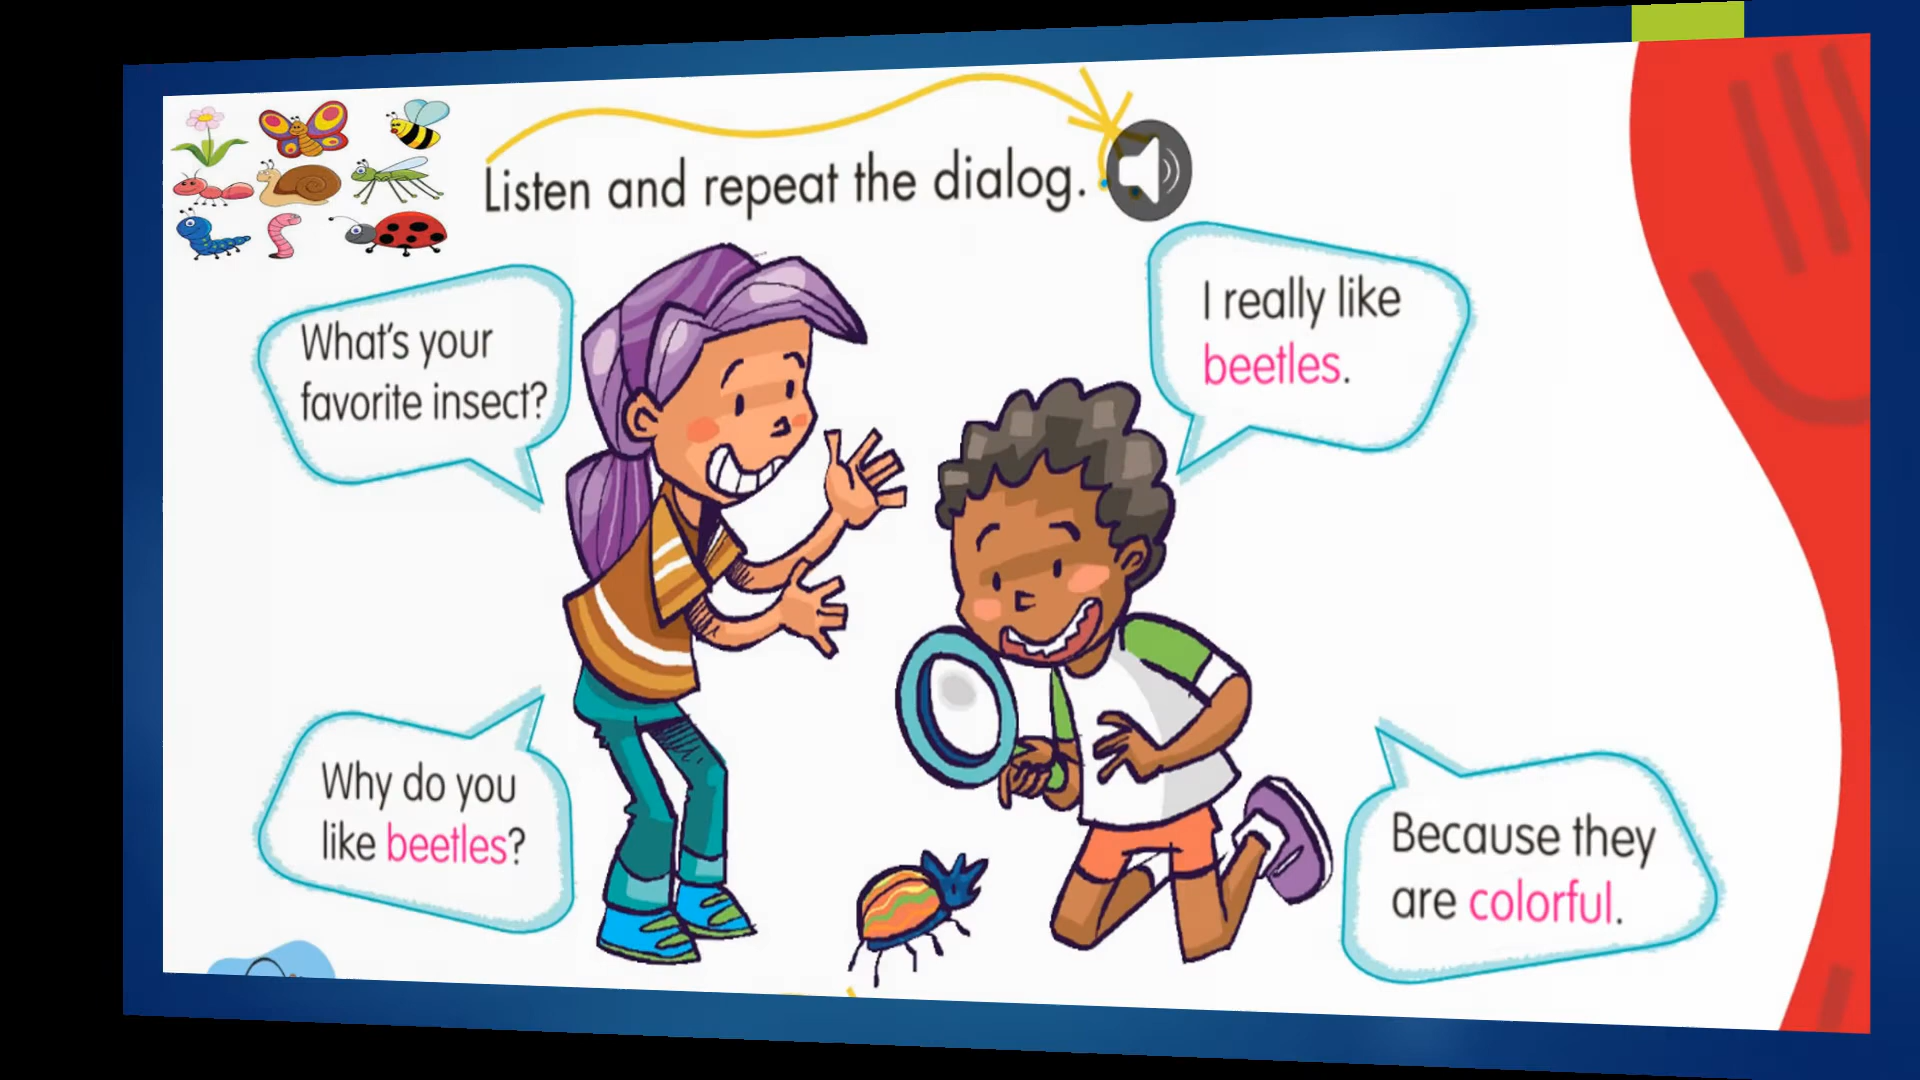 Listen and repeat the dialog.
What's your
favorite insect?
I really like
beetles.
Why do you
like beetles?
Because they
are colorful.